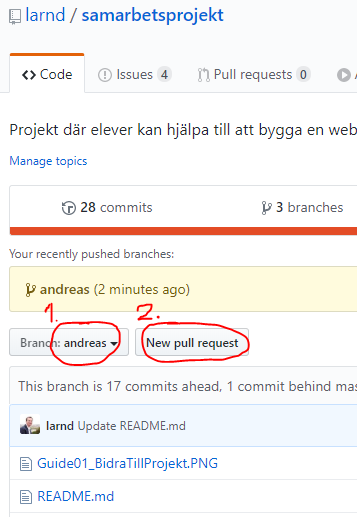 larnd / samarbetsprojekt
Code Issues 4 Pull requests 0
Projekt där elever kan hjälpa till att bygga en web
Manage topics
28 commits 3 branches
Your recently pushed branches:
andreas (2 minutes ago)
1. 2.
Branch: andreas New pull request
This branch is 17 commits ahead, 1 commit behind mas
larnd Update README.md
Guide01_BidraTillProjekt.PNG
README.md